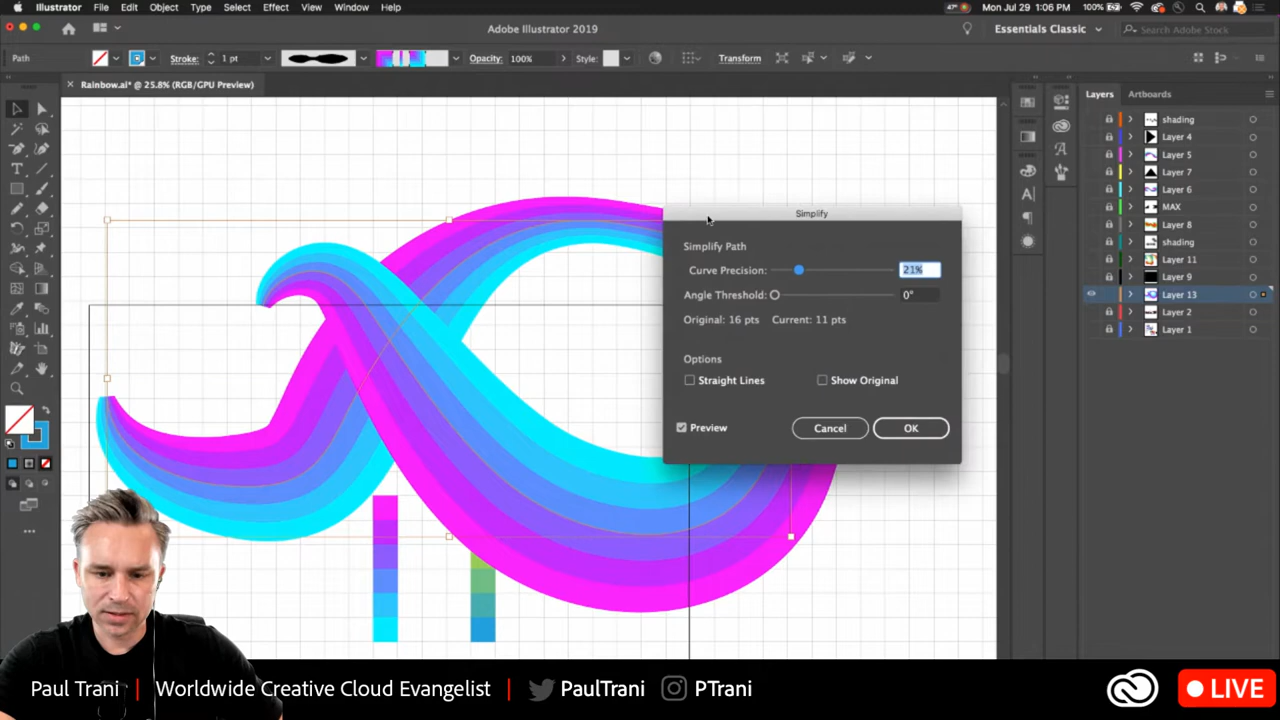 Illustrator File Edit Object Type Select Effect View Window Help 47° 100% Mon Jul 29 1:06 PM
Adobe Illustrator 2019 Essentials Classic Search Adobe Stock
Path Stroke: 1 pt Opacity: 100% Style: Transform
× Rainbow.ai* @ 25.8% (RGB/GPU Preview)
Layers Artboards
shading
Layer 4
Layer 5
Layer 7
Layer 6
MAX
Layer 8
shading
Layer 11
Layer 9
Layer 13
Layer 2
Layer 1
Simplify
Simplify Path
Curve Precision: 21%
Angle Threshold: 0°
Original: 16 pts Current: 11 pts
Options
Straight Lines Show Original
Preview Cancel OK
Paul Trani | Worldwide Creative Cloud Evangelist | PaulTrani PTrani LIVE